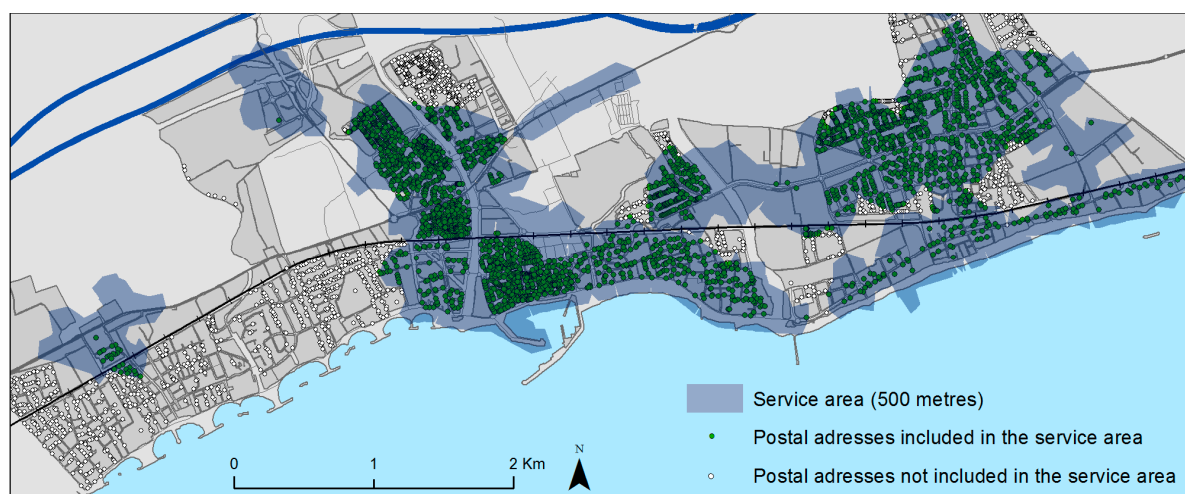 Service area (500 metres)
Postal adresses included in the service area
Postal adresses not included in the service area
0 1 2 Km
N